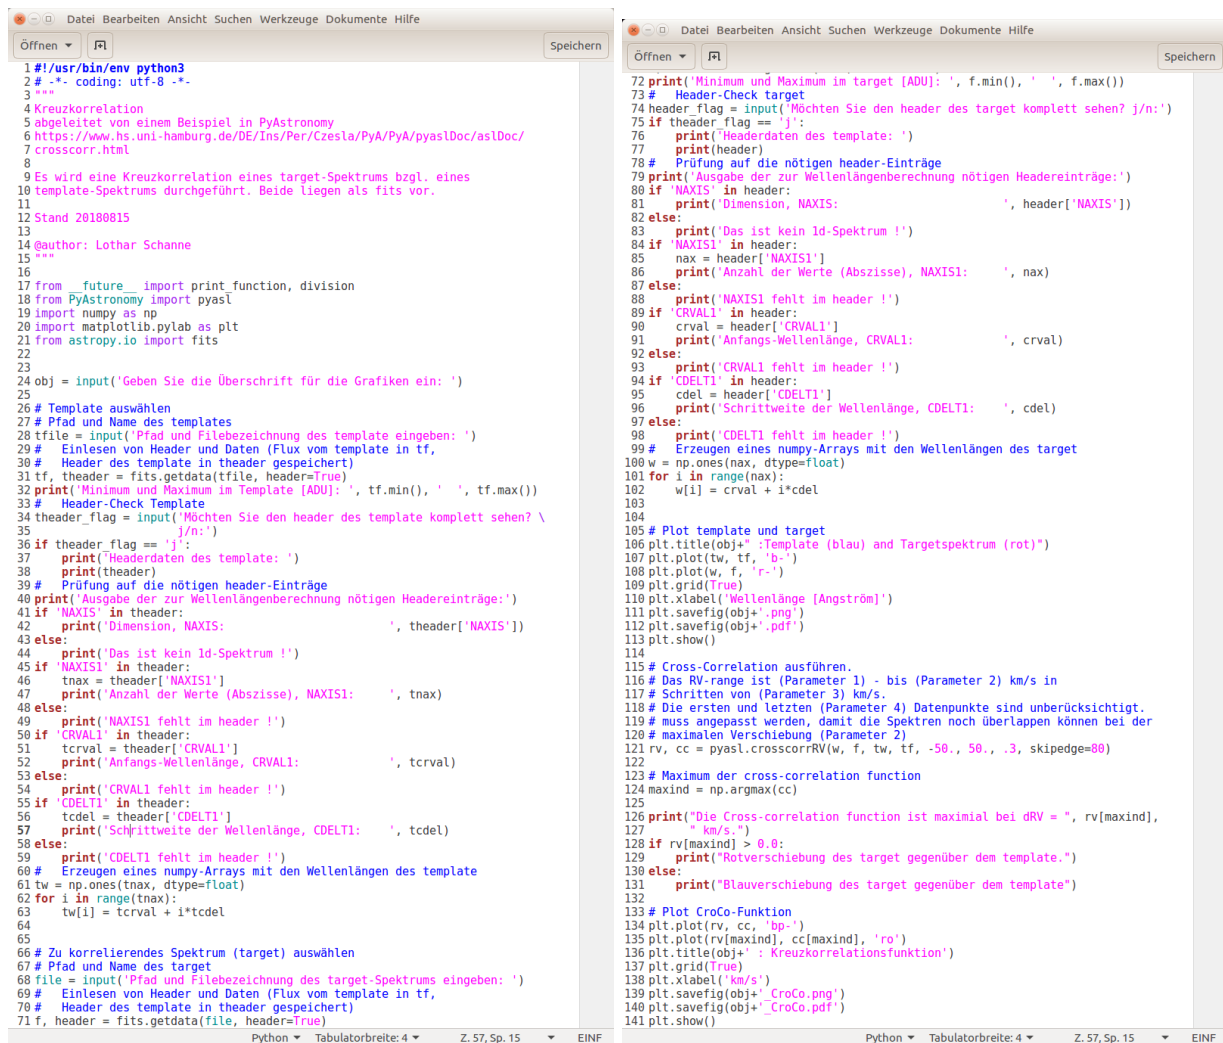 Datei Bearbeiten Ansicht Suchen Werkzeuge Dokumente Hilfe
Öffnen Speichern
1 #!/usr/bin/env python3
2 # -*- coding: utf-8 -*-
3 """
4 Kreuzkorrelation
5 abgeleitet von einem Beispiel in PyAstronomy
6 https://www.hs.uni-hamburg.de/DE/Ins/Per/Czesla/PyA/PyA/pyaslDoc/aslDoc/
7 crosscorr.html
8
9 Es wird eine Kreuzkorrelation eines target-Spektrums bzgl. eines
10 template-Spektrums durchgeführt. Beide liegen als fits vor.
11
12 Stand 20180815
13
14 @author: Lothar Schanne
15 """
16
17 from __future__ import print_function, division
18 from PyAstronomy import pyasl
19 import numpy as np
20 import matplotlib.pylab as plt
21 from astropy.io import fits
22
23
24 obj = input('Geben Sie die Überschrift für die Grafiken ein: ')
25
26 # Template auswählen
27 # Pfad und Name des templates
28 tfile = input('Pfad und Filebezeichnung des template eingeben: ')
29 #   Einlesen von Header und Daten (Flux vom template in tf,
30 #   Header des template in theader gespeichert)
31 tf, theader = fits.getdata(tfile, header=True)
32 print('Minimum und Maximum im Template [ADU]: ', tf.min(), '  ', tf.max())
33 #   Header-Check Template
34 theader_flag = input('Möchten Sie den header des template komplett sehen? \
35                      j/n:')
36 if theader_flag == 'j':
37     print('Headerdaten des template: ')
38     print(theader)
39 #   Prüfung auf die nötigen header-Einträge
40 print('Ausgabe der zur Wellenlängenberechnung nötigen Headereinträge:')
41 if 'NAXIS' in theader:
42     print('Dimension, NAXIS:                        ', theader['NAXIS'])
43 else:
44     print('Das ist kein 1d-Spektrum !')
45 if 'NAXIS1' in theader:
46     tnax = theader['NAXIS1']
47     print('Anzahl der Werte (Abszisse), NAXIS1:     ', tnax)
48 else:
49     print('NAXIS1 fehlt im header !')
50 if 'CRVAL1' in theader:
51     tcrval = theader['CRVAL1']
52     print('Anfangs-Wellenlänge, CRVAL1:             ', tcrval)
53 else:
54     print('CRVAL1 fehlt im header !')
55 if 'CDELT1' in theader:
56     tcdel = theader['CDELT1']
57     print('Schrittweite der Wellenlänge, CDELT1:    ', tcdel)
58 else:
59     print('CDELT1 fehlt im header !')
60 #   Erzeugen eines numpy-Arrays mit den Wellenlängen des template
61 tw = np.ones(tnax, dtype=float)
62 for i in range(tnax):
63     tw[i] = tcrval + i*tcdel
64
65
66 # Zu korrelierendes Spektrum (target) auswählen
67 # Pfad und Name des target
68 file = input('Pfad und Filebezeichnung des target-Spektrums eingeben: ')
69 #   Einlesen von Header und Daten (Flux vom template in tf,
70 #   Header des template in theader gespeichert)
71 f, header = fits.getdata(file, header=True)
Python Tabulatorbreite: 4 Z. 57, Sp. 15 EINF
Datei Bearbeiten Ansicht Suchen Werkzeuge Dokumente Hilfe
Öffnen Speichern
72 print('Minimum und Maximum im target [ADU]: ', f.min(), '  ', f.max())
73 #   Header-Check target
74 header_flag = input('Möchten Sie den header des target komplett sehen? j/n:')
75 if theader_flag == 'j':
76     print('Headerdaten des template: ')
77     print(header)
78 #   Prüfung auf die nötigen header-Einträge
79 print('Ausgabe der zur Wellenlängenberechnung nötigen Headereinträge:')
80 if 'NAXIS' in header:
81     print('Dimension, NAXIS:                        ', header['NAXIS'])
82 else:
83     print('Das ist kein 1d-Spektrum !')
84 if 'NAXIS1' in header:
85     nax = header['NAXIS1']
86     print('Anzahl der Werte (Abszisse), NAXIS1:     ', nax)
87 else:
88     print('NAXIS1 fehlt im header !')
89 if 'CRVAL1' in header:
90     crval = header['CRVAL1']
91     print('Anfangs-Wellenlänge, CRVAL1:             ', crval)
92 else:
93     print('CRVAL1 fehlt im header !')
94 if 'CDELT1' in header:
95     cdel = header['CDELT1']
96     print('Schrittweite der Wellenlänge, CDELT1:    ', cdel)
97 else:
98     print('CDELT1 fehlt im header !')
99 #   Erzeugen eines numpy-Arrays mit den Wellenlängen des target
100 w = np.ones(nax, dtype=float)
101 for i in range(nax):
102     w[i] = crval + i*cdel
103
104
105 # Plot template und target
106 plt.title(obj+" :Template (blau) and Targetspektrum (rot)")
107 plt.plot(tw, tf, 'b-')
108 plt.plot(w, f, 'r-')
109 plt.grid(True)
110 plt.xlabel('Wellenlänge [Angström]')
111 plt.savefig(obj+'.png')
112 plt.savefig(obj+'.pdf')
113 plt.show()
114
115 # Cross-Correlation ausführen.
116 # Das RV-range ist (Parameter 1) - bis (Parameter 2) km/s in
117 # Schritten von (Parameter 3) km/s.
118 # Die ersten und letzten (Parameter 4) Datenpunkte sind unberücksichtigt.
119 # muss angepasst werden, damit die Spektren noch überlappen können bei der
120 # maximalen Verschiebung (Parameter 2)
121 rv, cc = pyasl.crosscorrRV(w, f, tw, tf, -50., 50., .3, skipedge=80)
122
123 # Maximum der cross-correlation function
124 maxind = np.argmax(cc)
125
126 print("Die Cross-correlation function ist maximial bei dRV = ", rv[maxind],
127       " km/s.")
128 if rv[maxind] > 0.0:
129     print("Rotverschiebung des target gegenüber dem template.")
130 else:
131     print("Blauverschiebung des target gegenüber dem template")
132
133 # Plot CroCo-Funktion
134 plt.plot(rv, cc, 'bp-')
135 plt.plot(rv[maxind], cc[maxind], 'ro')
136 plt.title(obj+' : Kreuzkorrelationsfunktion')
137 plt.grid(True)
138 plt.xlabel('km/s')
139 plt.savefig(obj+'_CroCo.png')
140 plt.savefig(obj+'_CroCo.pdf')
141 plt.show()
Python Tabulatorbreite: 4 Z. 57, Sp. 15 EINF